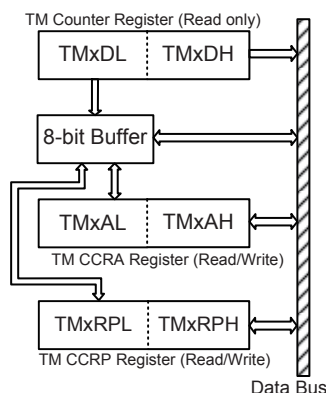 TM Counter Register (Read only)
TMxDL TMxDH
8-bit Buffer
TMxAL TMxAH
TM CCRA Register (Read/Write)
TMxRPL TMxRPH
TM CCRP Register (Read/Write)
Data Bus